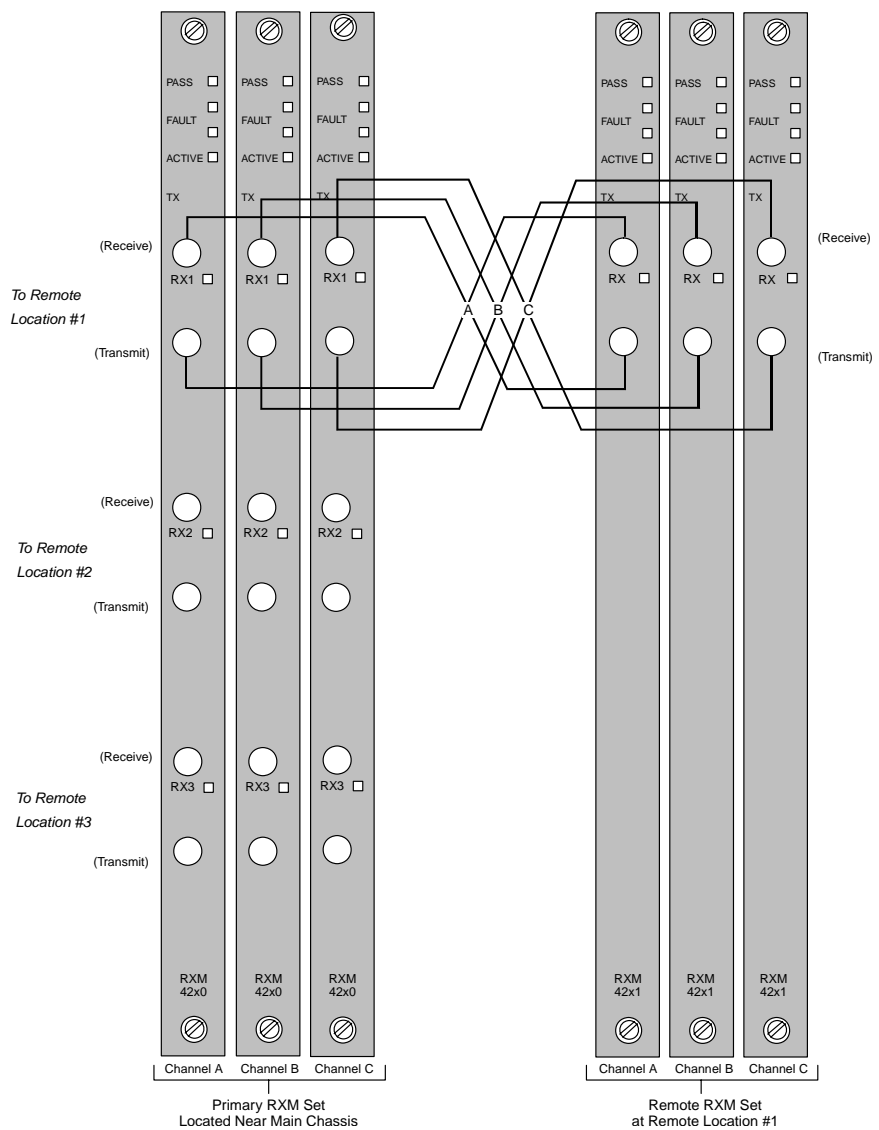 PASS PASS PASS PASS PASS PASS
FAULT FAULT FAULT FAULT FAULT FAULT
ACTIVE ACTIVE ACTIVE ACTIVE ACTIVE ACTIVE
TX TX TX TX TX TX
(Receive) (Receive)
RX1 RX1 RX1 RX RX RX
To Remote
Location #1
A B C
(Transmit) (Transmit)
(Receive)
RX2 RX2 RX2
To Remote
Location #2
(Transmit)
(Receive)
RX3 RX3 RX3
To Remote
Location #3
(Transmit)
RXM RXM RXM RXM RXM RXM
42x0 42x0 42x0 42x1 42x1 42x1
Channel A Channel B Channel C Channel A Channel B Channel C
Primary RXM Set
Located Near Main Chassis
Remote RXM Set
at Remote Location #1